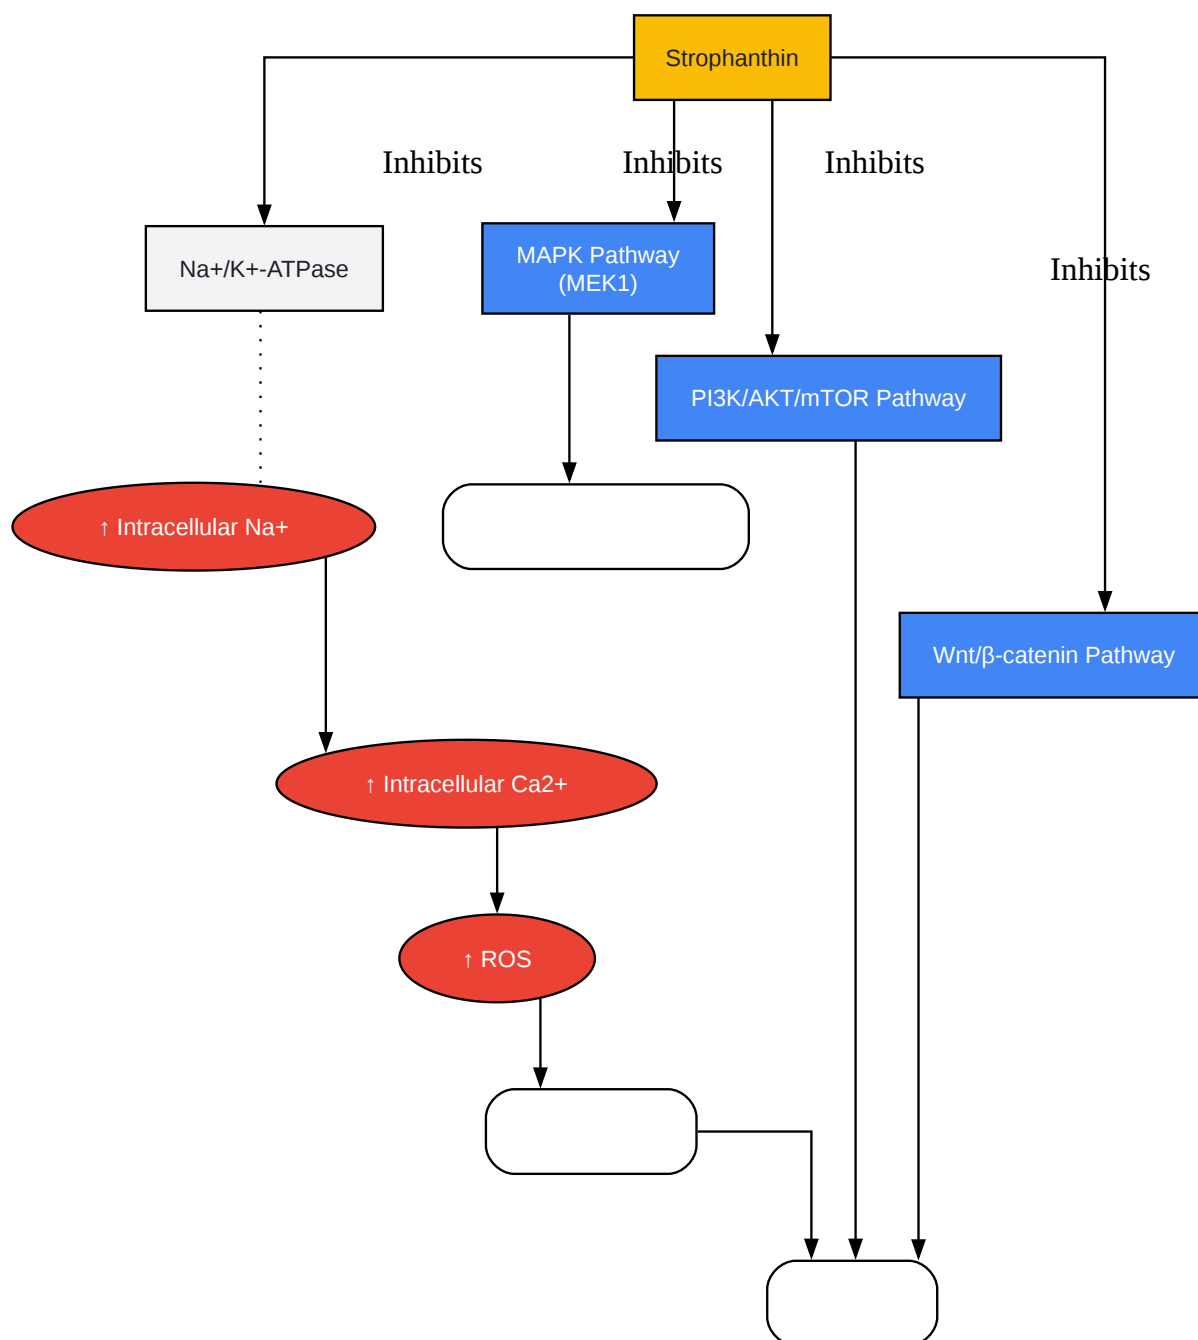 Strophanthin
Inhibits
Inhibits
Inhibits
Na+/K+-ATPase
MAPK Pathway
(MEK1)
Inhibits
PI3K/AKT/mTOR Pathway
↑ Intracellular Na+
Wnt/β-catenin Pathway
↑ Intracellular Ca2+
↑ ROS